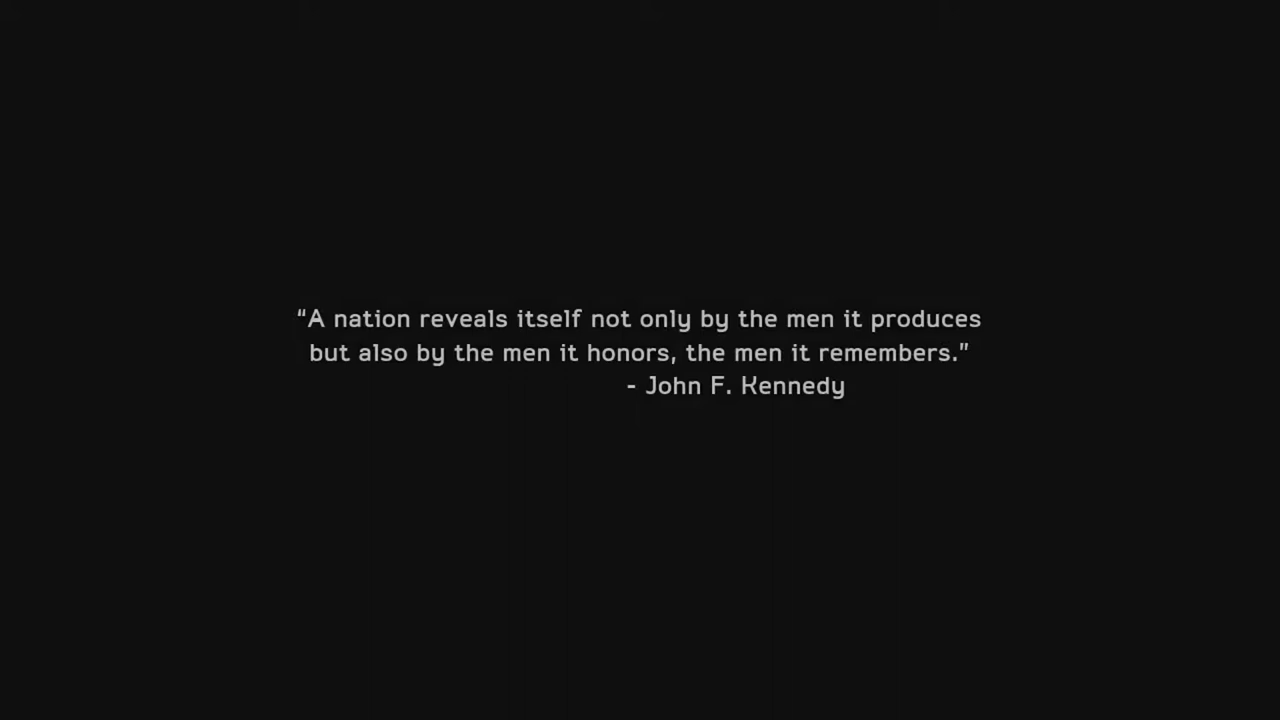 “A nation reveals itself not only by the men it produces
but also by the men it honors, the men it remembers.”
- John F. Kennedy